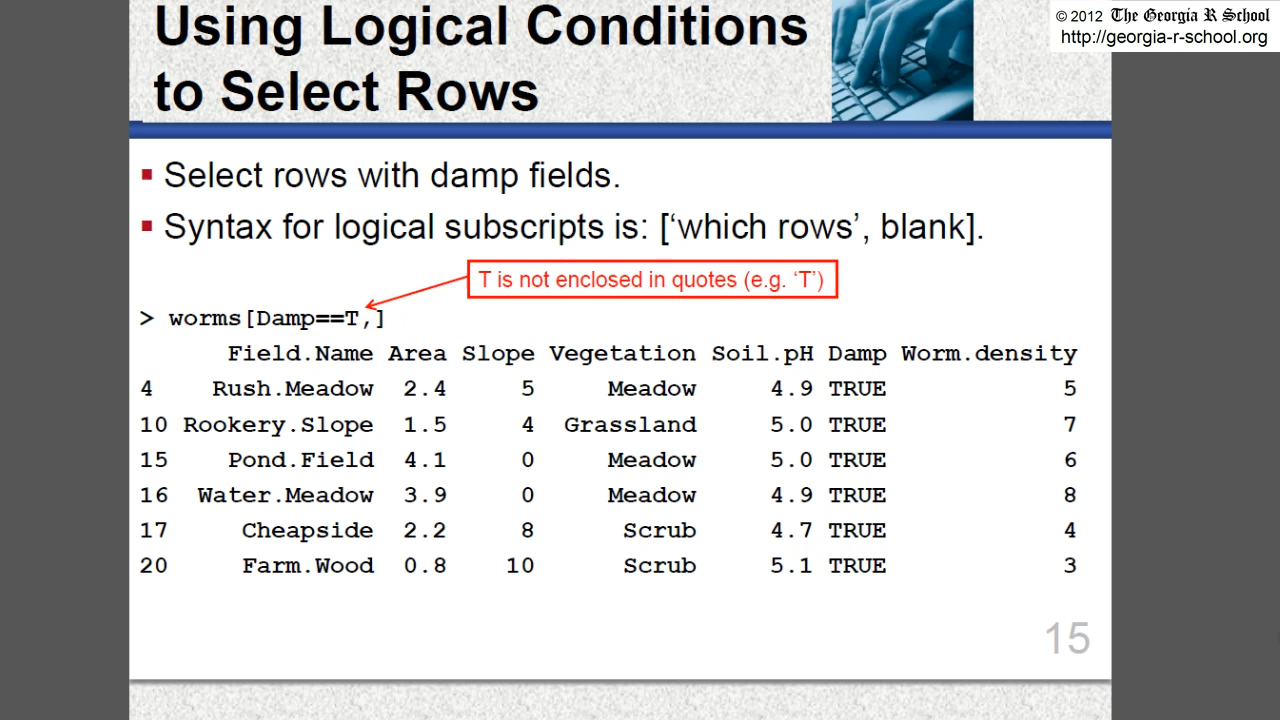 Using Logical Conditions
to Select Rows
© 2012 The Georgia R School
http://georgia-r-school.org
▪ Select rows with damp fields.
▪ Syntax for logical subscripts is: [‘which rows’, blank].
T is not enclosed in quotes (e.g. ‘T’)
> worms[Damp==T,]
Field.Name Area Slope Vegetation Soil.pH Damp Worm.density
4 Rush.Meadow 2.4 5 Meadow 4.9 TRUE 5
10 Rookery.Slope 1.5 4 Grassland 5.0 TRUE 7
15 Pond.Field 4.1 0 Meadow 5.0 TRUE 6
16 Water.Meadow 3.9 0 Meadow 4.9 TRUE 8
17 Cheapside 2.2 8 Scrub 4.7 TRUE 4
20 Farm.Wood 0.8 10 Scrub 5.1 TRUE 3
15